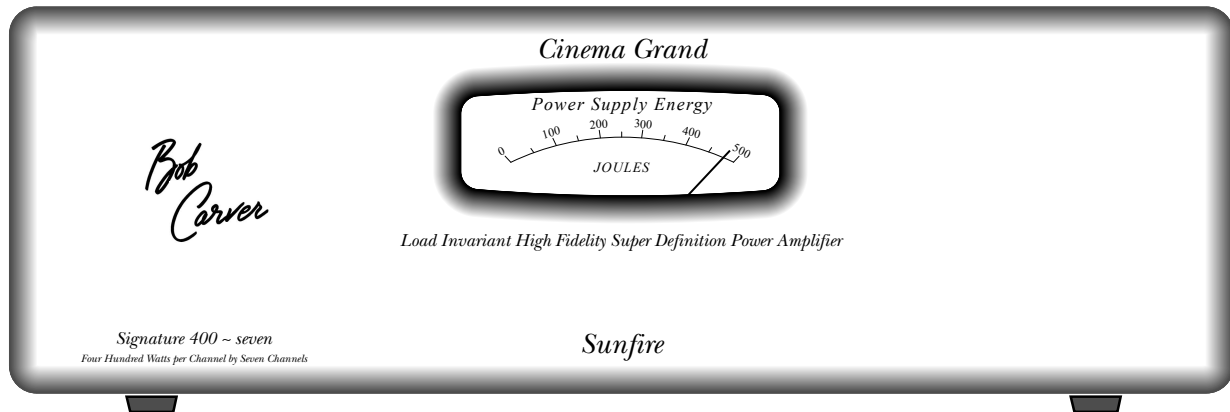 Cinema Grand
Power Supply Energy
0 100 200 300 400 500
JOULES
Bob
Carver
Load Invariant High Fidelity Super Definition Power Amplifier
Signature 400 ~ seven
Four Hundred Watts per Channel by Seven Channels
Sunfire